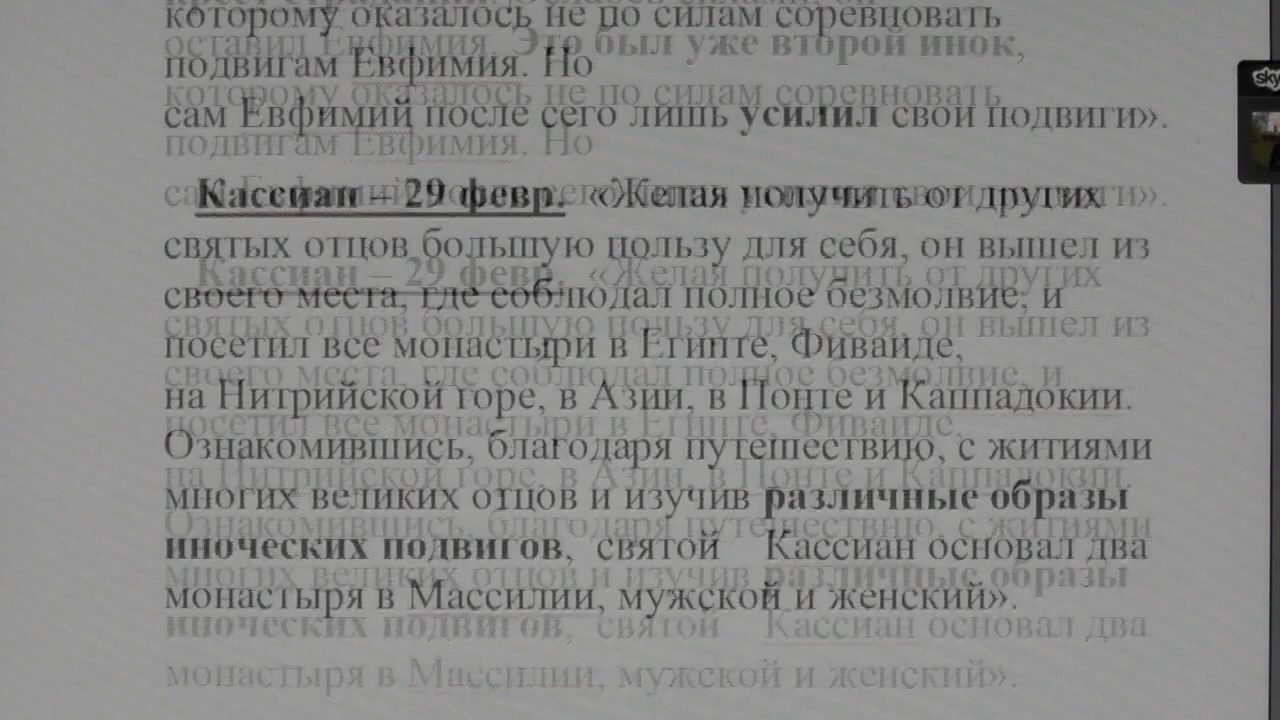 которому оказалось не по силам соревновать
подвигам Евфимия. Но
сам Евфимий после сего лишь усилил свои подвиги».
Кассиан – 29 февр. «Желая получить от других
святых отцов большую пользу для себя, он вышел из
своего места, где соблюдал полное безмолвие, и
посетил все монастыри в Египте, Фиваиде,
на Нитрийской горе, в Азии, в Понте и Каппадокии.
Ознакомившись, благодаря путешествию, с житиями
многих великих отцов и изучив различные образы
иноческих подвигов, святой Кассиан основал два
монастыря в Массилии, мужской и женский».
sky